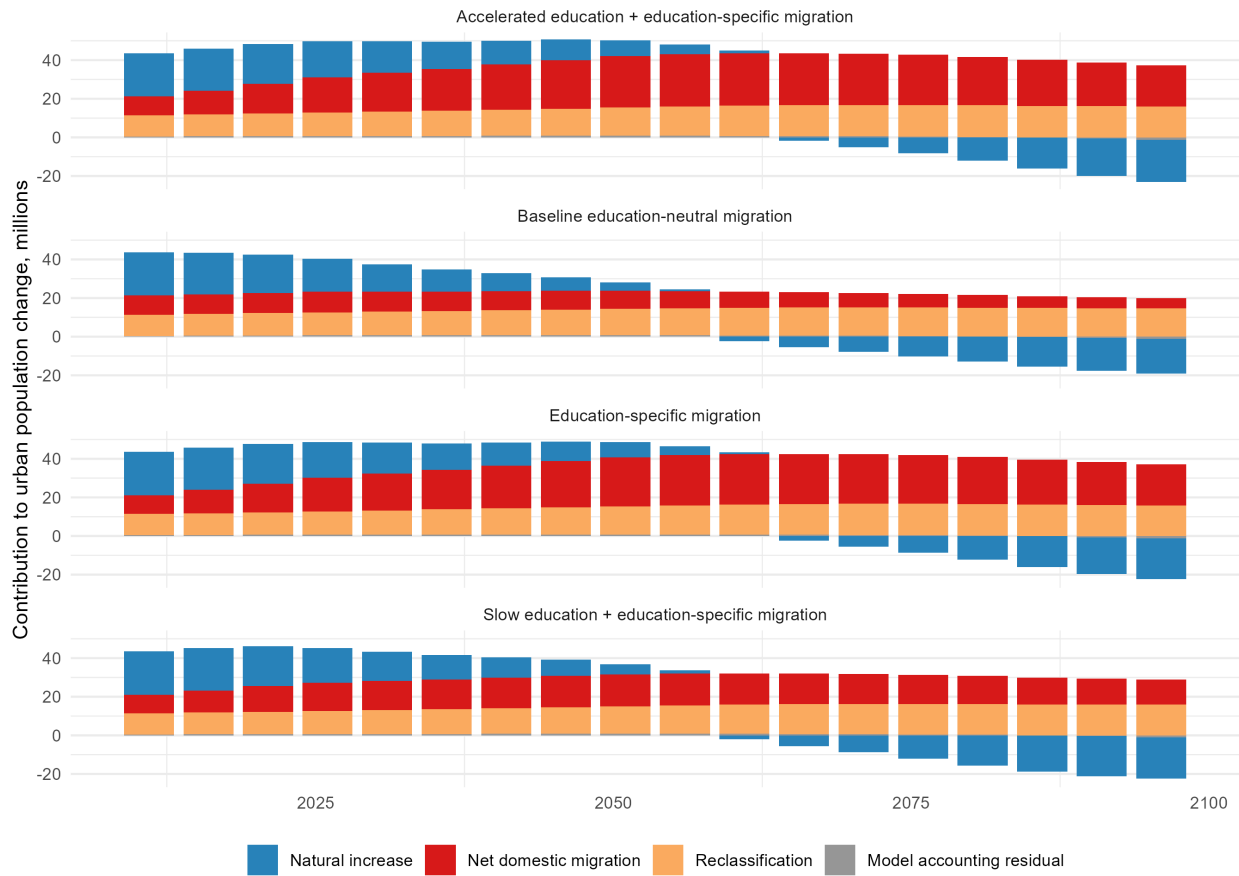 Accelerated education + education-specific migration
40
20
0
-20
Baseline education-neutral migration
40
20
0
-20
Education-specific migration
40
20
0
-20
Slow education + education-specific migration
40
20
0
-20
Contribution to urban population change, millions
2025 2050 2075 2100
Natural increase Net domestic migration Reclassification Model accounting residual